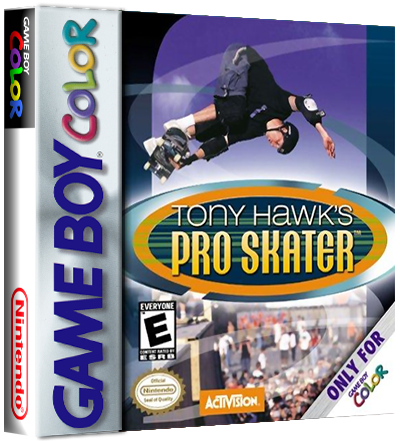 GAME BOY
COLOR
Nintendo
GAME BOY COLOR
TONY HAWK'S
PRO SKATER™
EVERYONE
E
CONTENT RATED BY
ESRB
Official
Nintendo
Seal of Quality
ACTIVISION.
ONLY FOR
GAME BOY
COLOR